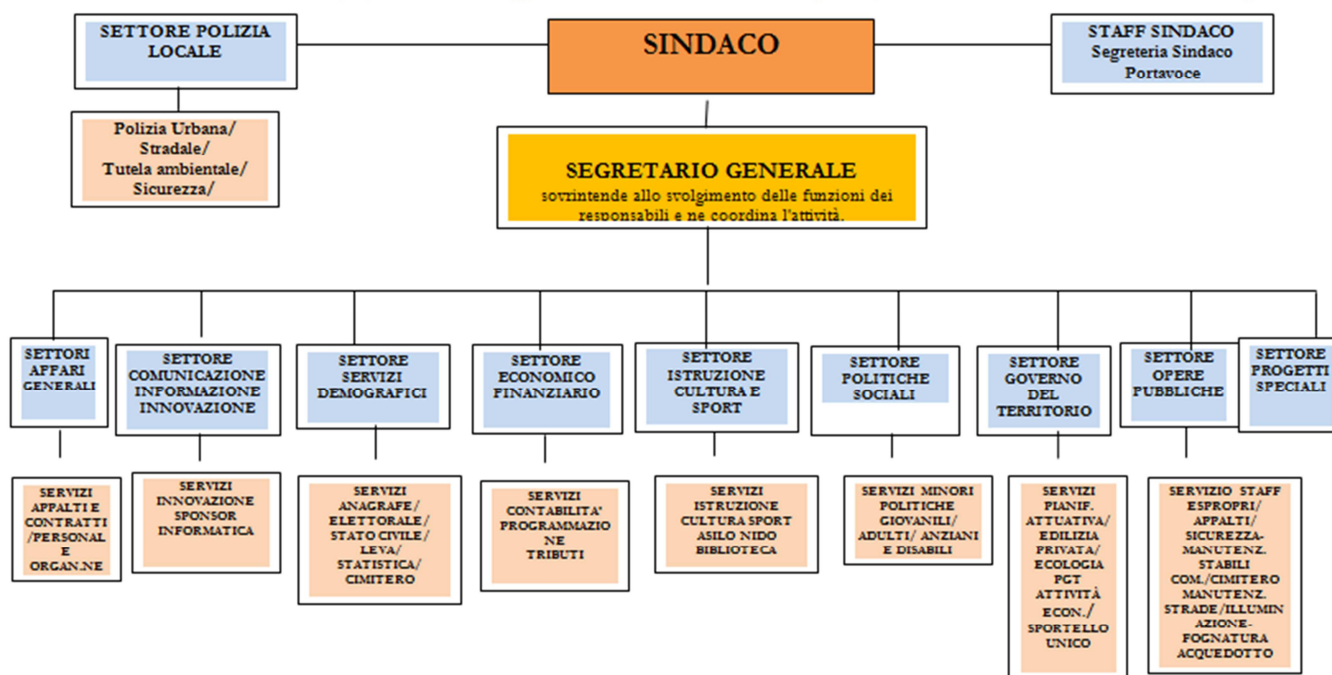 SETTORE POLIZIA
LOCALE
SINDACO
STAFF SINDACO
Segreteria Sindaco
Portavoce
Polizia Urbana/
Stradale/
Tutela ambientale/
Sicurezza/
SEGRETARIO GENERALE
sovrintende allo svolgimento delle funzioni dei
responsabili e ne coordina l'attività.
SETTORI
AFFARI
GENERALI
SETTORE
COMUNICAZIONE
INFORMAZIONE
INNOVAZIONE
SETTORE
SERVIZI
DEMOGRAFICI
SETTORE
ECONOMICO
FINANZIARIO
SETTORE
ISTRUZIONE
CULTURA E
SPORT
SETTORE
POLITICHE
SOCIALI
SETTORE
GOVERNO
DEL
TERRITORIO
SETTORE
OPERE
PUBBLICHE
SETTORE
PROGETTI
SPECIALI
SERVIZI
APPALTI E
CONTRATTI
/PERSONAL
E
ORGAN.NE
SERVIZI
INNOVAZIONE
SPONSOR
INFORMATICA
SERVIZI
ANAGRAFE/
ELETTORALE/
STATO CIVILE/
LEVA/
STATISTICA/
CIMITERO
SERVIZI
CONTABILITA'
PROGRAMMAZIO
NE
TRIBUTI
SERVIZI
ISTRUZIONE
CULTURA SPORT
ASILO NIDO
BIBLIOTECA
SERVIZI MINORI
POLITICHE
GIOVANILI/
ADULTI/ ANZIANI
E DISABILI
SERVIZI
PIANIF.
ATTUATIVA/
EDILIZIA
PRIVATA/
ECOLOGIA
PGT
ATTIVITÀ
ECON./
SPORTELLO
UNICO
SERVIZIO STAFF
ESPROPRI/
APPALTI/
SICUREZZA-
MANUTENZ.
STABILI
COM./CIMITERO
MANUTENZ.
STRADE/ILLUMIN
AZIONE-
FOGNATURA
ACQUEDOTTO